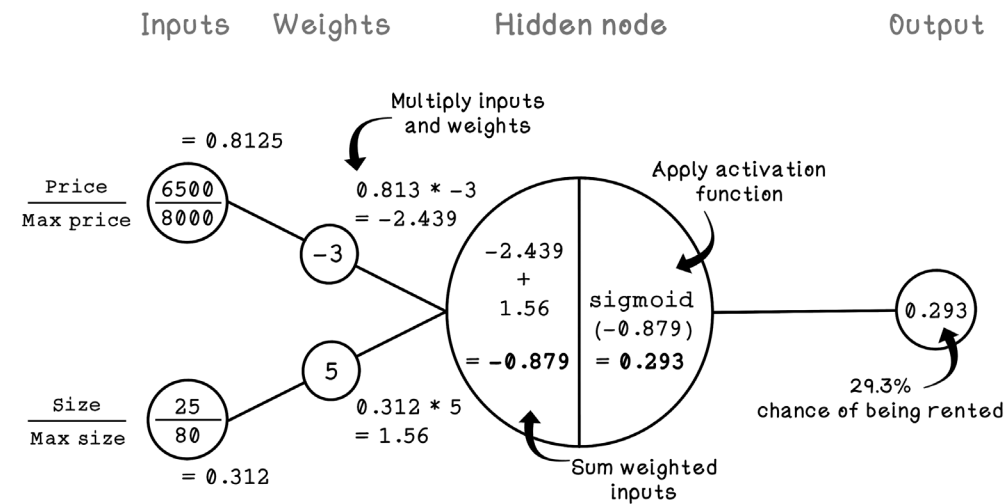 Inputs
Weights
Hidden node
Output
Multiply inputs
and weights
= 0.8125
Price
Max price
6500
8000
0.813 * -3
= -2.439
-3
Apply activation
function
-2.439
+
1.56
= -0.879
sigmoid
(-0.879)
= 0.293
0.293
5
Size
Max size
25
80
0.312 * 5
= 1.56
= 0.312
29.3%
chance of being rented
Sum weighted
inputs